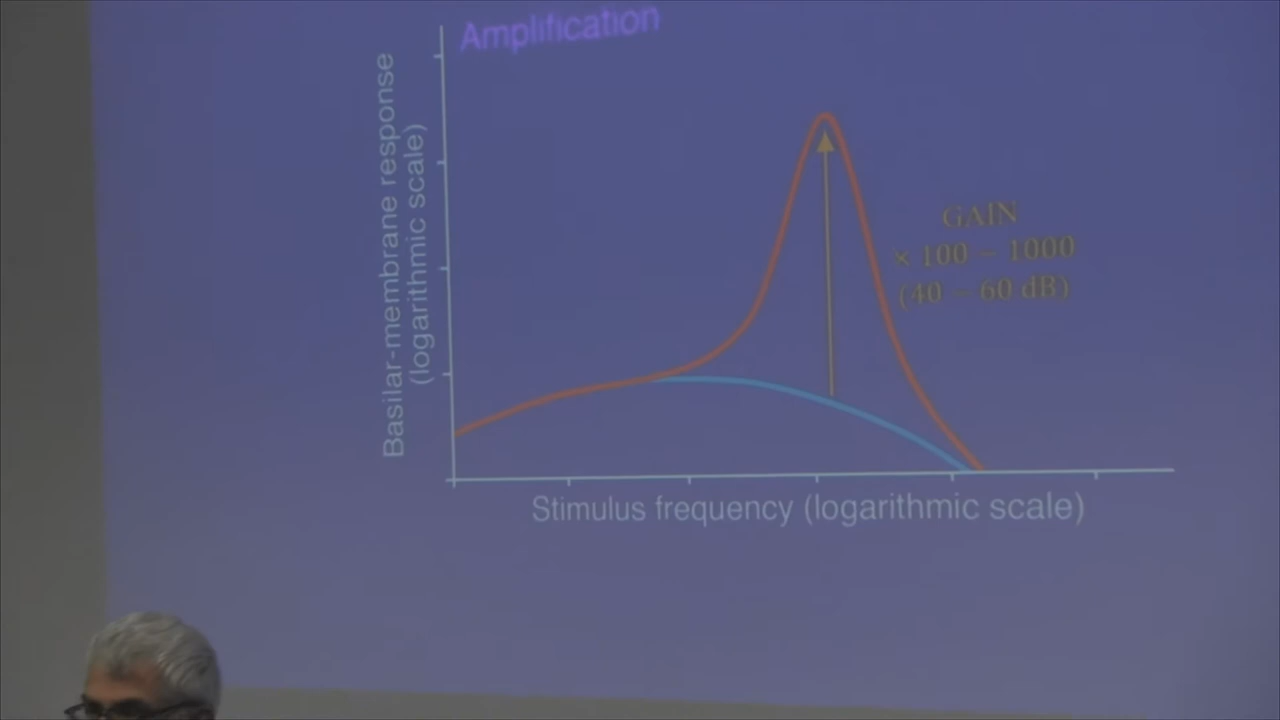 Amplification
Basilar-membrane response
(logarithmic scale)
GAIN
× 100 – 1000
(40 – 60 dB)
Stimulus frequency (logarithmic scale)